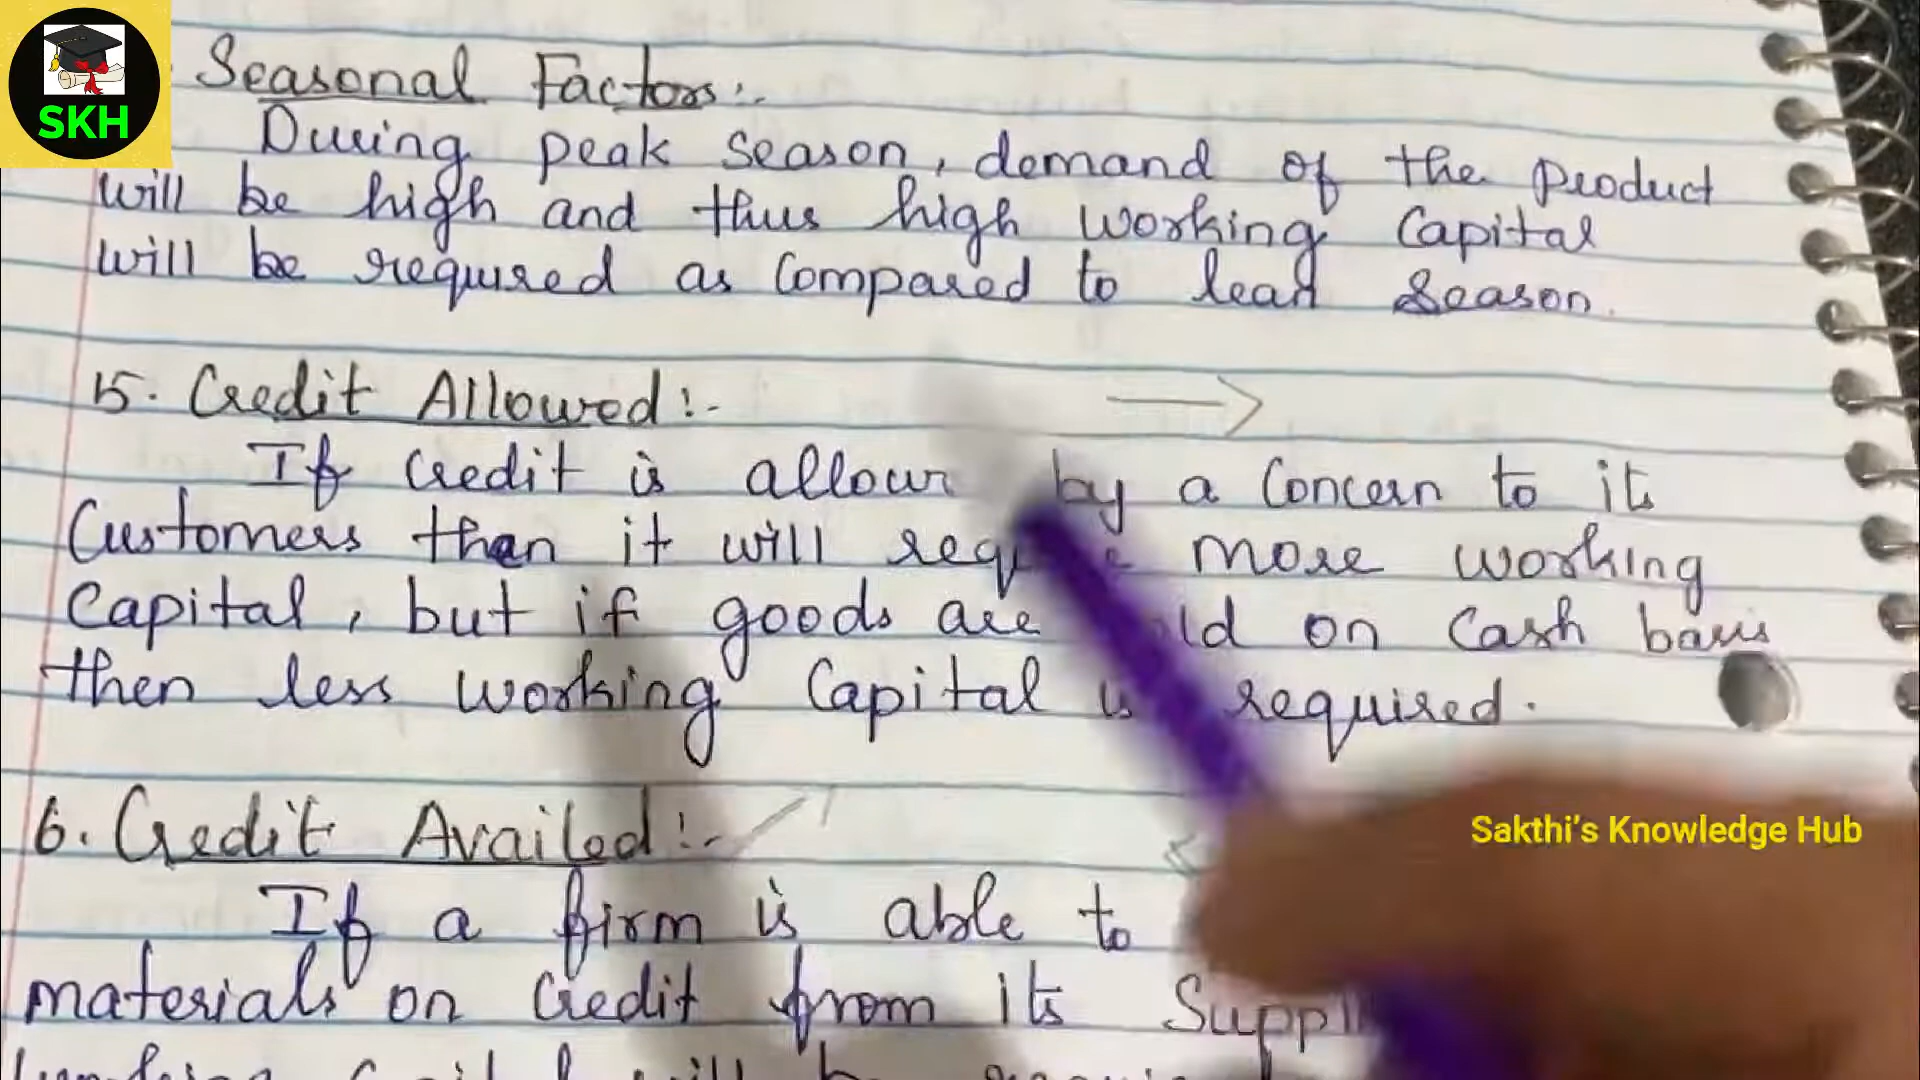 SKH
Seasonal Factors:-
During peak season, demand of the product
will be high and thus high working Capital
will be required as Compared to lean season.
5. Credit Allowed:-
If Credit is by a Concern to its
Customers then it will more working
Capital, but if goods are on Cash basis
then less working Capital required.
Sakthi's Knowledge Hub
6. Credit Availed:-
If a firm is able to
materials on Credit from its